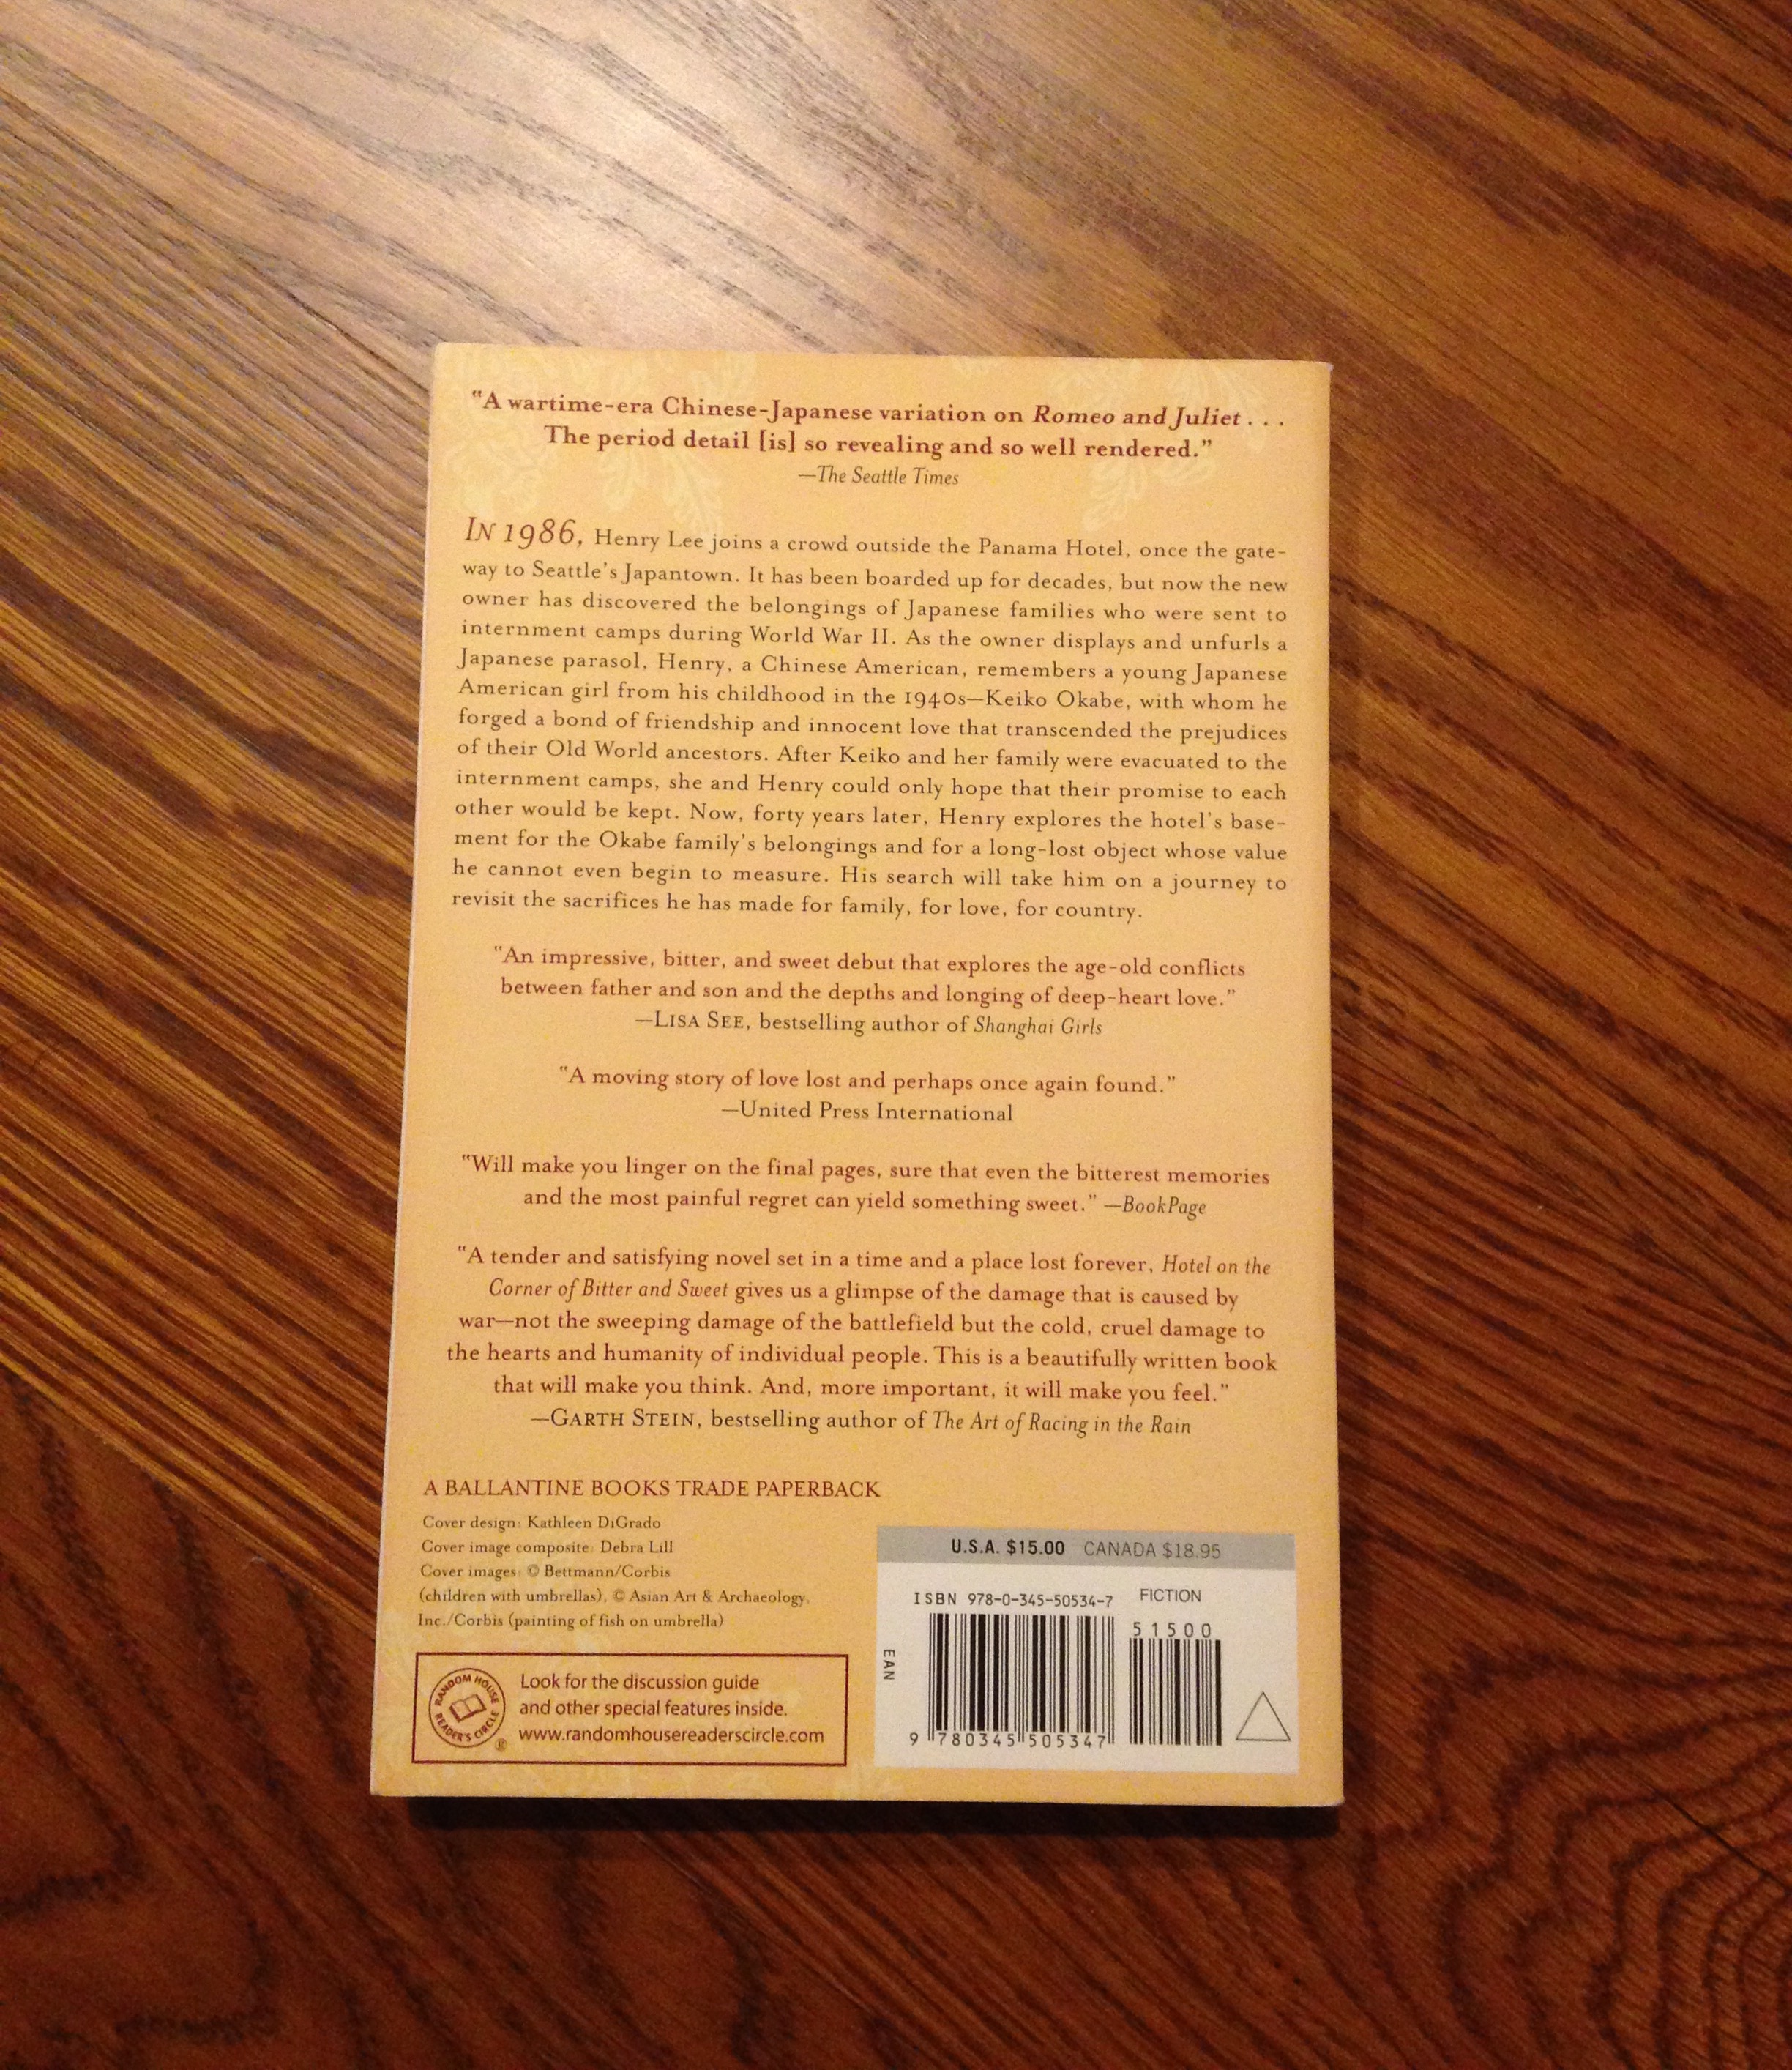 "A wartime-era Chinese-Japanese variation on Romeo and Juliet . . .
The period detail [is] so revealing and so well rendered."
—The Seattle Times
IN 1986, Henry Lee joins a crowd outside the Panama Hotel, once the gate-
way to Seattle's Japantown. It has been boarded up for decades, but now the new
owner has discovered the belongings of Japanese families who were sent to
internment camps during World War II. As the owner displays and unfurls a
Japanese parasol, Henry, a Chinese American, remembers a young Japanese
American girl from his childhood in the 1940s—Keiko Okabe, with whom he
forged a bond of friendship and innocent love that transcended the prejudices
of their Old World ancestors. After Keiko and her family were evacuated to the
internment camps, she and Henry could only hope that their promise to each
other would be kept. Now, forty years later, Henry explores the hotel's base-
ment for the Okabe family's belongings and for a long-lost object whose value
he cannot even begin to measure. His search will take him on a journey to
revisit the sacrifices he has made for family, for love, for country.
"An impressive, bitter, and sweet debut that explores the age-old conflicts
between father and son and the depths and longing of deep-heart love."
—LISA SEE, bestselling author of Shanghai Girls
"A moving story of love lost and perhaps once again found."
—United Press International
"Will make you linger on the final pages, sure that even the bitterest memories
and the most painful regret can yield something sweet." —BookPage
"A tender and satisfying novel set in a time and a place lost forever, Hotel on the
Corner of Bitter and Sweet gives us a glimpse of the damage that is caused by
war—not the sweeping damage of the battlefield but the cold, cruel damage to
the hearts and humanity of individual people. This is a beautifully written book
that will make you think. And, more important, it will make you feel."
—GARTH STEIN, bestselling author of The Art of Racing in the Rain
A BALLANTINE BOOKS TRADE PAPERBACK
Cover design: Kathleen DiGrado
Cover image composite: Debra Lill
Cover images: © Bettmann/Corbis
(children with umbrellas), © Asian Art & Archaeology,
Inc./Corbis (painting of fish on umbrella)
RANDOM HOUSE READER'S CIRCLE ®
Look for the discussion guide
and other special features inside.
www.randomhousereaderscircle.com
U.S.A. $15.00 CANADA $18.95
ISBN 978-0-345-50534-7 FICTION
51500
EAN
9 780345 505347